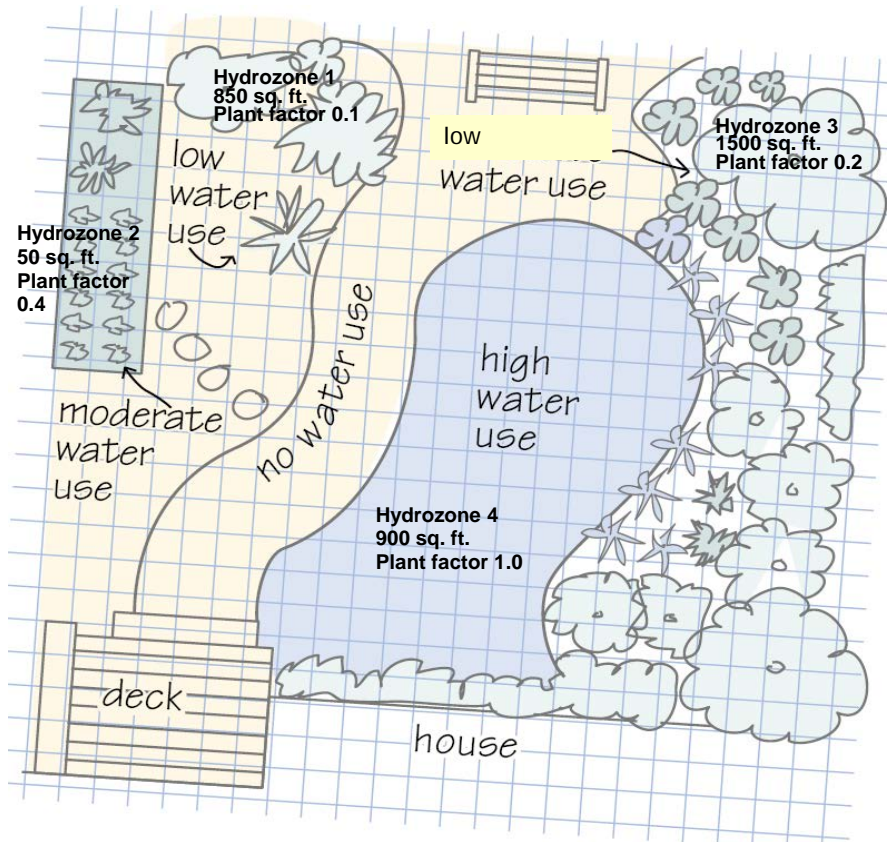 Hydrozone 1
850 sq. ft.
Plant factor 0.1
low
water
use
Hydrozone 2
50 sq. ft.
Plant factor
0.4
moderate
water
use
no water use
low
water use
Hydrozone 3
1500 sq. ft.
Plant factor 0.2
high
water
use
Hydrozone 4
900 sq. ft.
Plant factor 1.0
deck
house